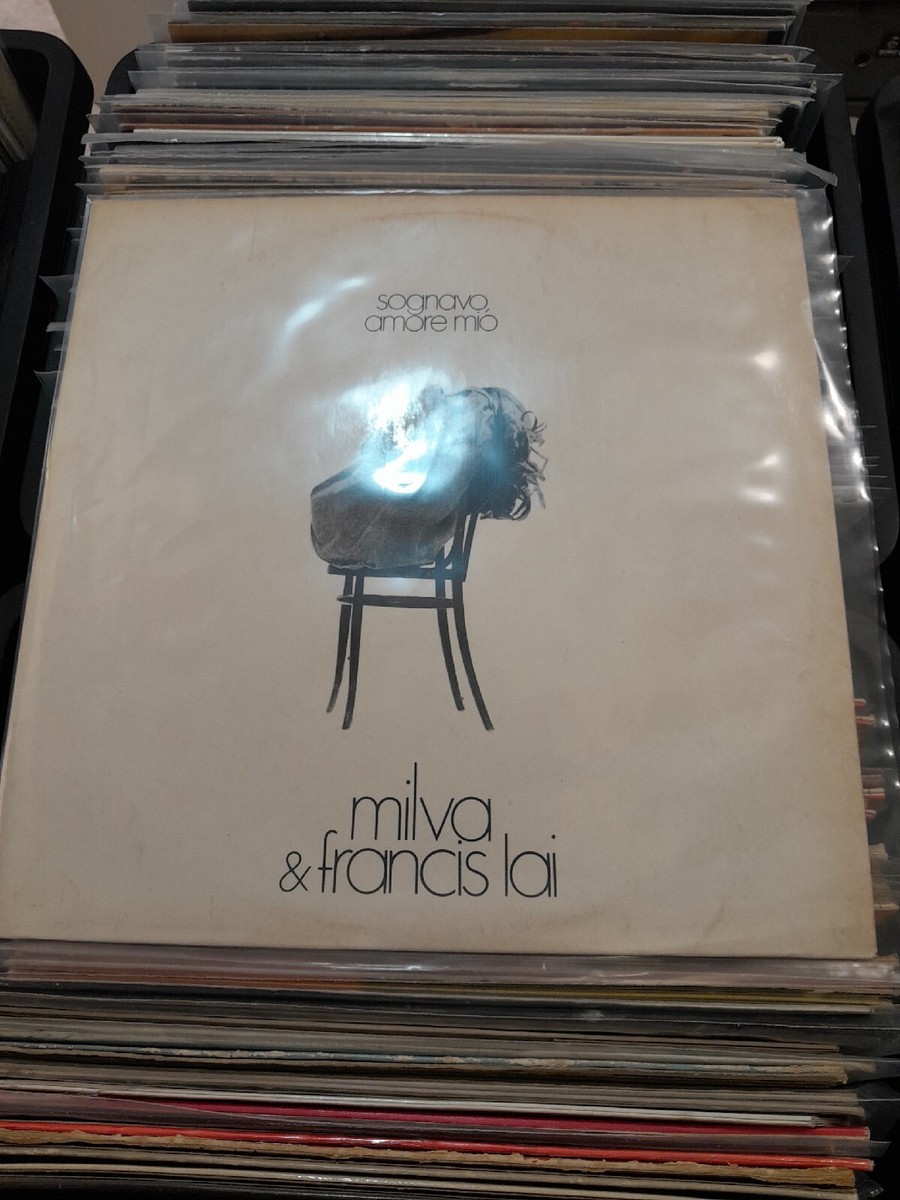 sognavo,
amore mio
milva
& francis lai